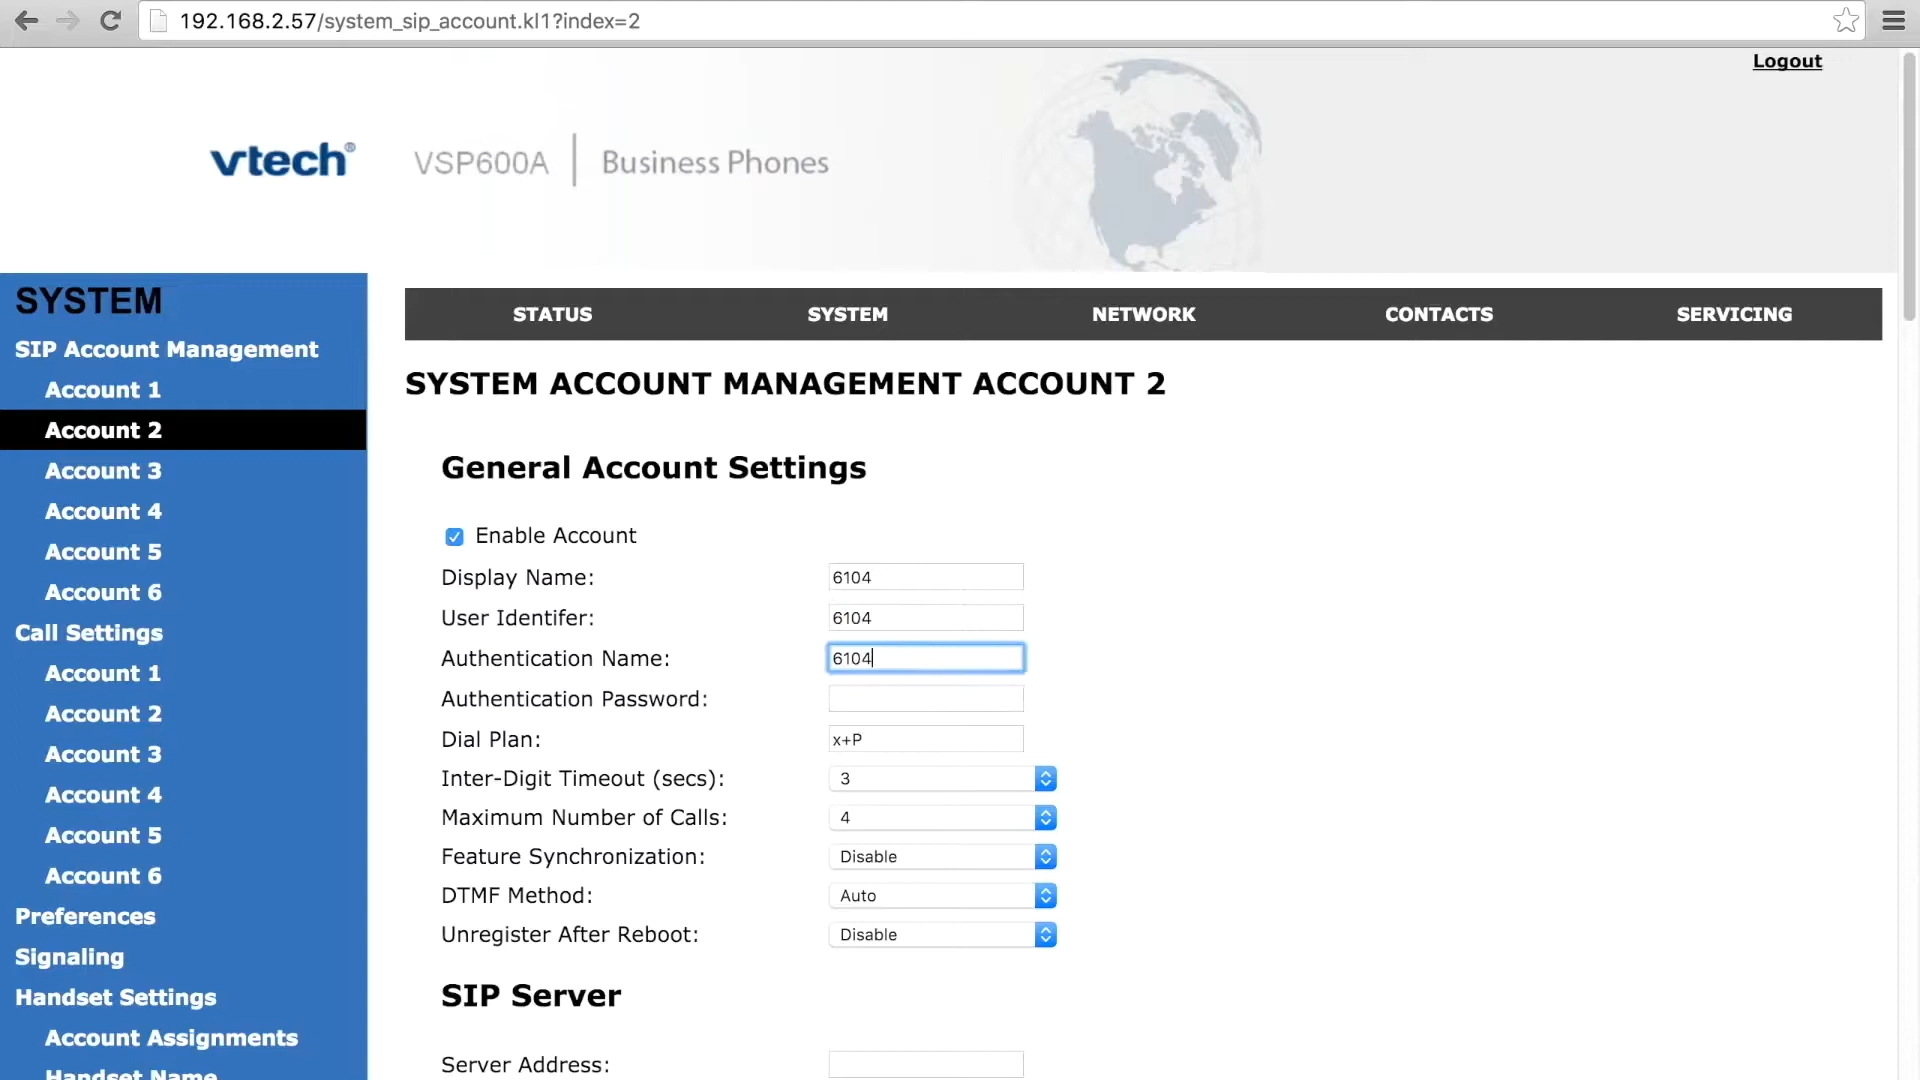 192.168.2.57/system_sip_account.kl1?index=2
Logout
vtech® VSP600A | Business Phones
SYSTEM
SIP Account Management
Account 1
Account 2
Account 3
Account 4
Account 5
Account 6
Call Settings
Account 1
Account 2
Account 3
Account 4
Account 5
Account 6
Preferences
Signaling
Handset Settings
Account Assignments
Handset Name
STATUS SYSTEM NETWORK CONTACTS SERVICING
SYSTEM ACCOUNT MANAGEMENT ACCOUNT 2
General Account Settings
Enable Account
Display Name: 6104
User Identifer: 6104
Authentication Name: 6104
Authentication Password:
Dial Plan: x+P
Inter-Digit Timeout (secs): 3
Maximum Number of Calls: 4
Feature Synchronization: Disable
DTMF Method: Auto
Unregister After Reboot: Disable
SIP Server
Server Address: